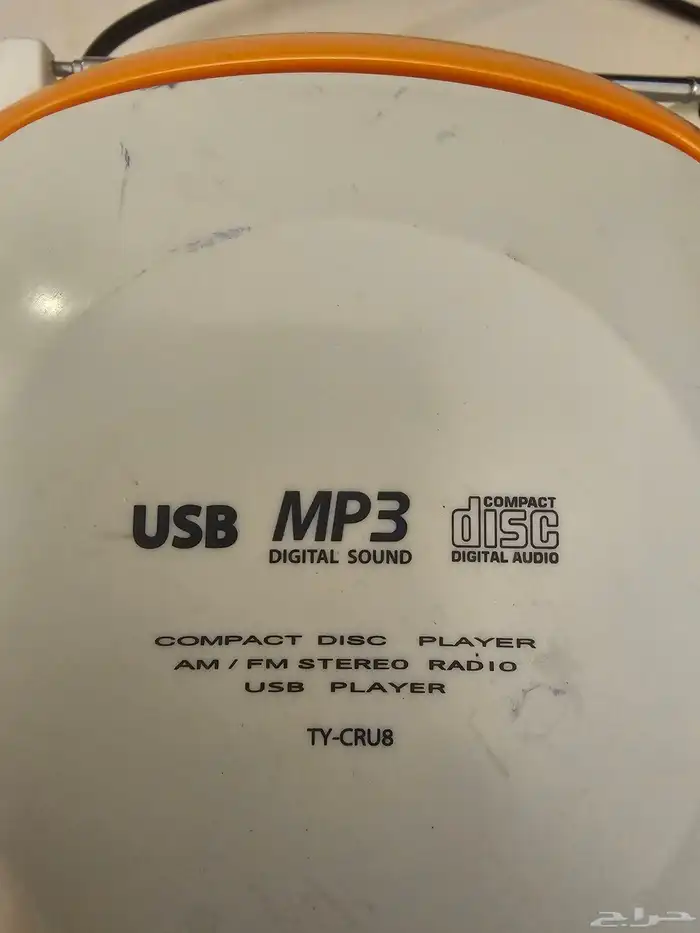 USB
MP3
DIGITAL SOUND
COMPACT
disc
DIGITAL AUDIO
COMPACT DISC PLAYER
AM / FM STEREO RADIO
USB PLAYER
TY-CRU8
حراج